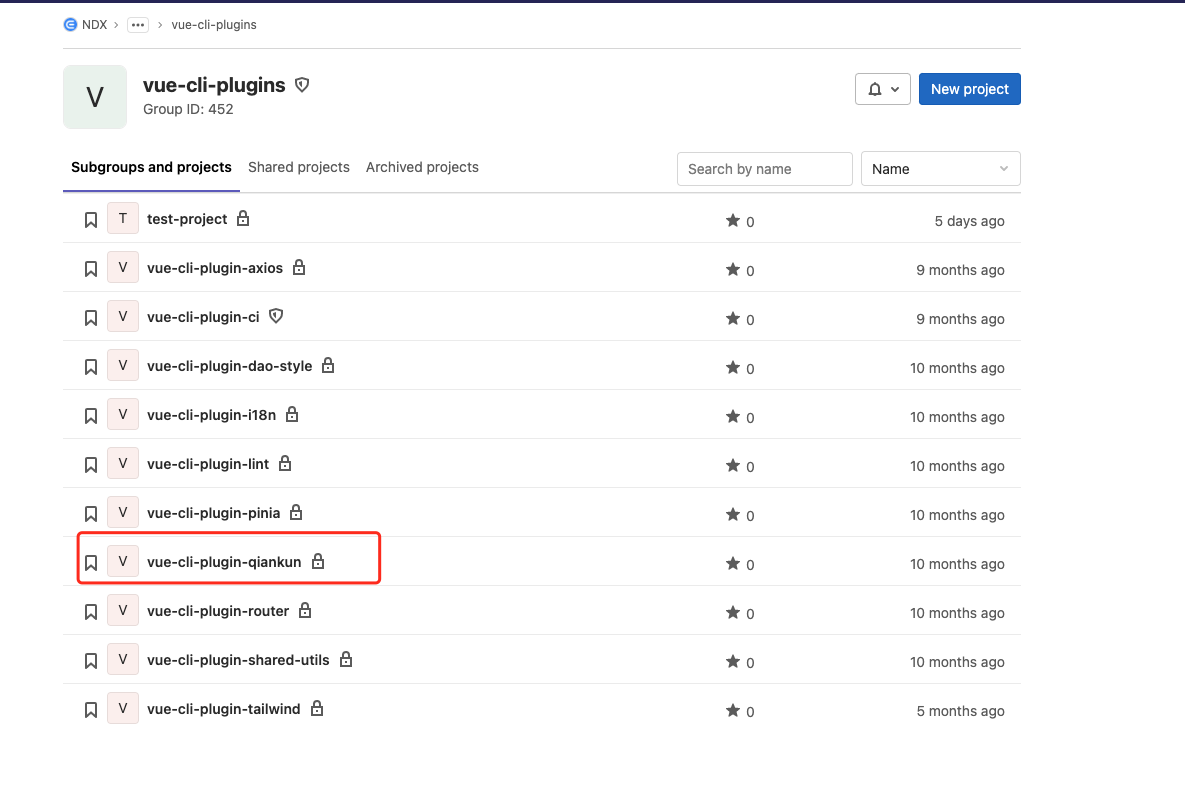 NDX > ••• > vue-cli-plugins
V
vue-cli-plugins
Group ID: 452
New project
Subgroups and projects Shared projects Archived projects Search by name Name
T test-project 0 5 days ago
V vue-cli-plugin-axios 0 9 months ago
V vue-cli-plugin-ci 0 9 months ago
V vue-cli-plugin-dao-style 0 10 months ago
V vue-cli-plugin-i18n 0 10 months ago
V vue-cli-plugin-lint 0 10 months ago
V vue-cli-plugin-pinia 0 10 months ago
V vue-cli-plugin-qiankun 0 10 months ago
V vue-cli-plugin-router 0 10 months ago
V vue-cli-plugin-shared-utils 0 10 months ago
V vue-cli-plugin-tailwind 0 5 months ago